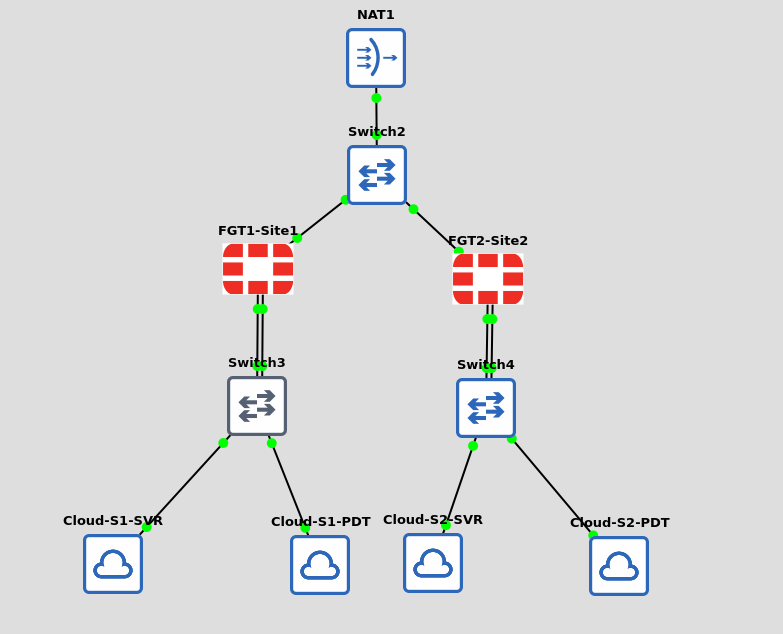 NAT1
Switch2
FGT1-Site1
FGT2-Site2
Switch3
Switch4
Cloud-S1-SVR
Cloud-S1-PDT
Cloud-S2-SVR
Cloud-S2-PDT